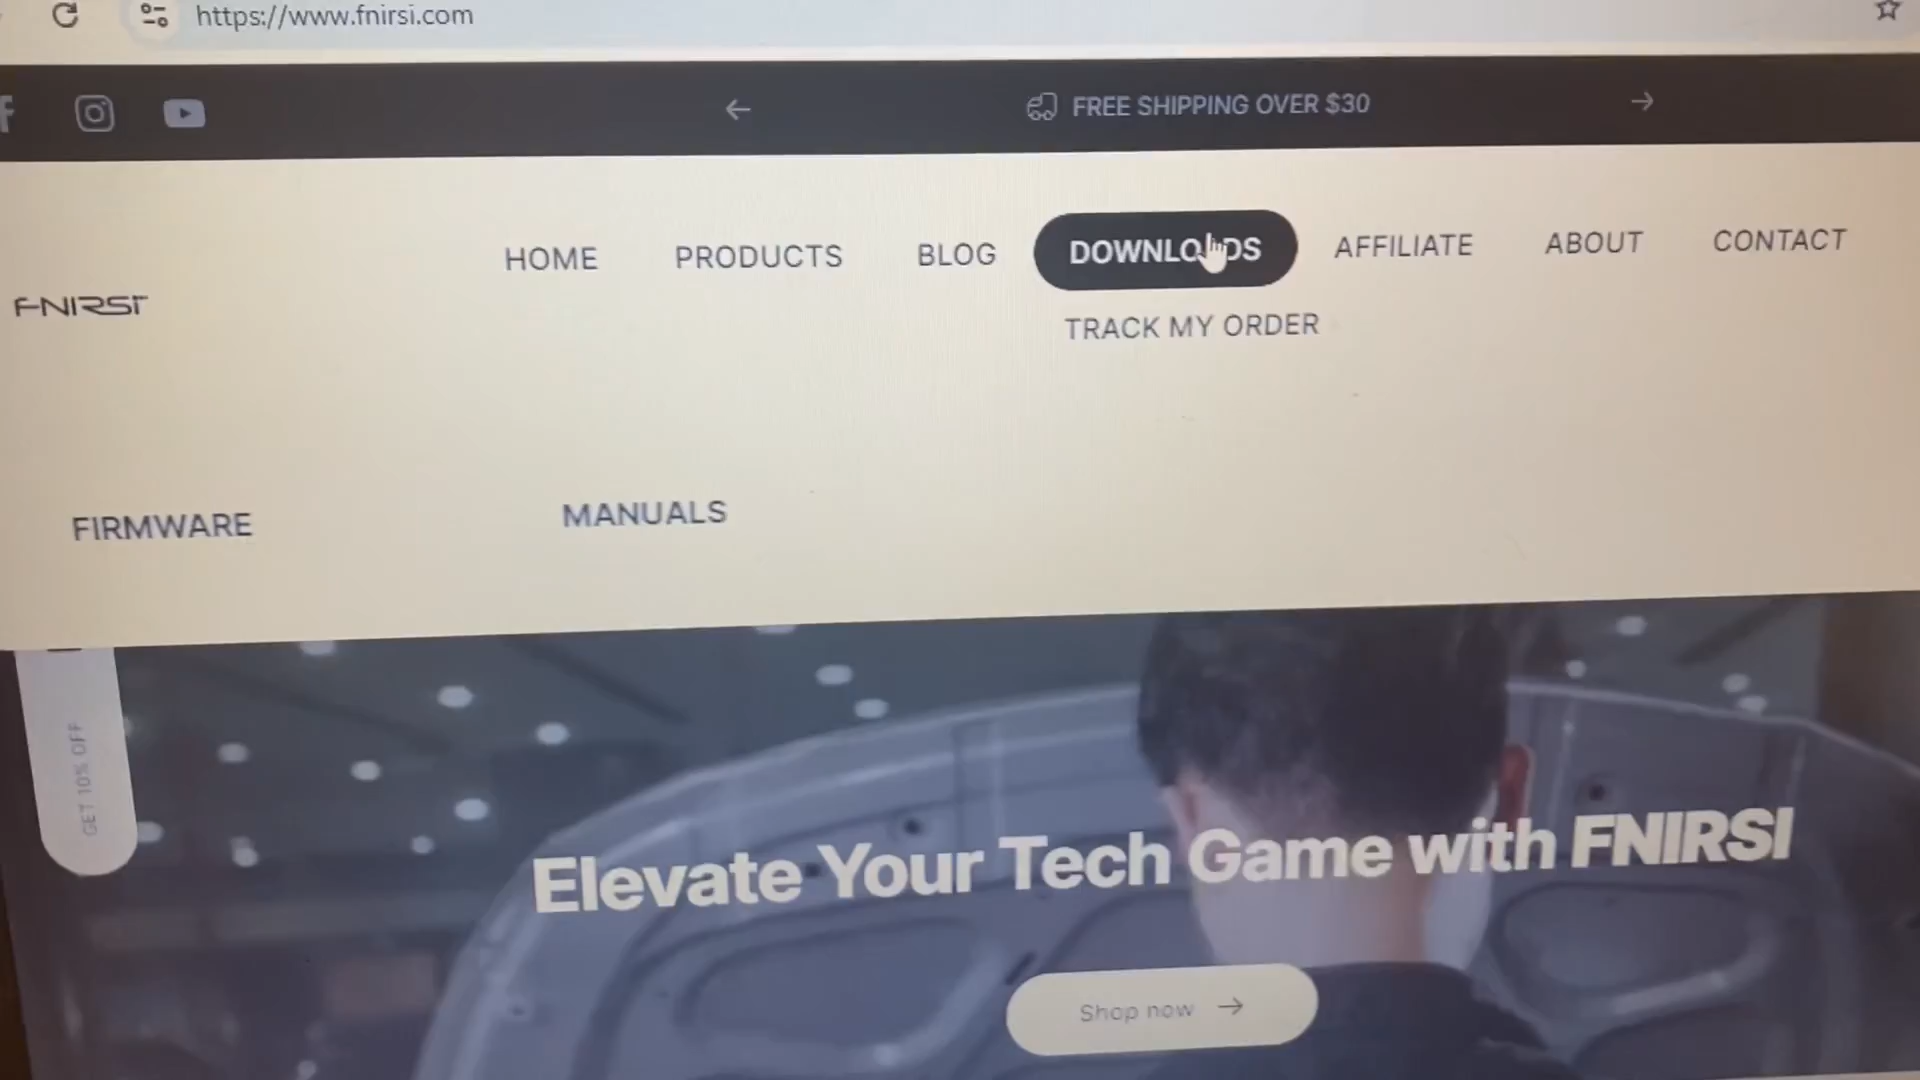 https://www.fnirsi.com
FREE SHIPPING OVER $30
HOME PRODUCTS BLOG DOWNLOADS AFFILIATE ABOUT CONTACT
FNIRSI
TRACK MY ORDER
FIRMWARE MANUALS
GET 10% OFF
Elevate Your Tech Game with FNIRSI
Shop now